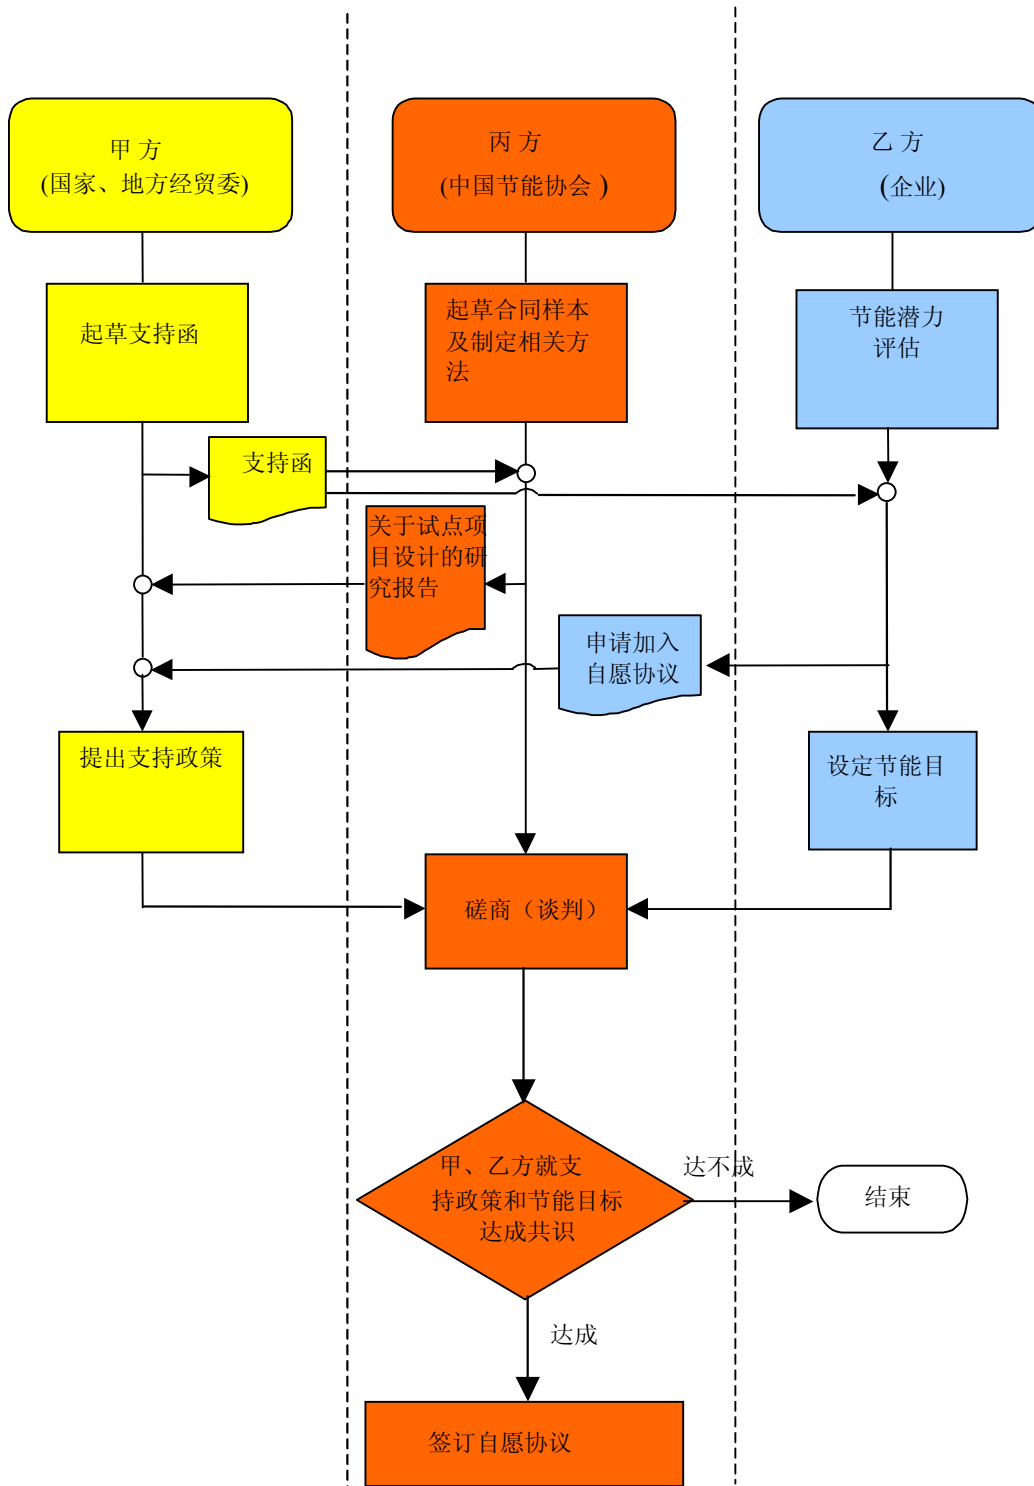 甲 方
(国家、地方经贸委)
丙 方
(中国节能协会 )
乙 方
(企业)
起草支持函
起草合同样本
及制定相关方
法
节能潜力
评估
支持函
关于试点项
目设计的研
究报告
申请加入
自愿协议
提出支持政策
设定节能目
标
磋商（谈判）
甲、乙方就支
持政策和节能目标
达成共识
达不成
结束
达成
签订自愿协议